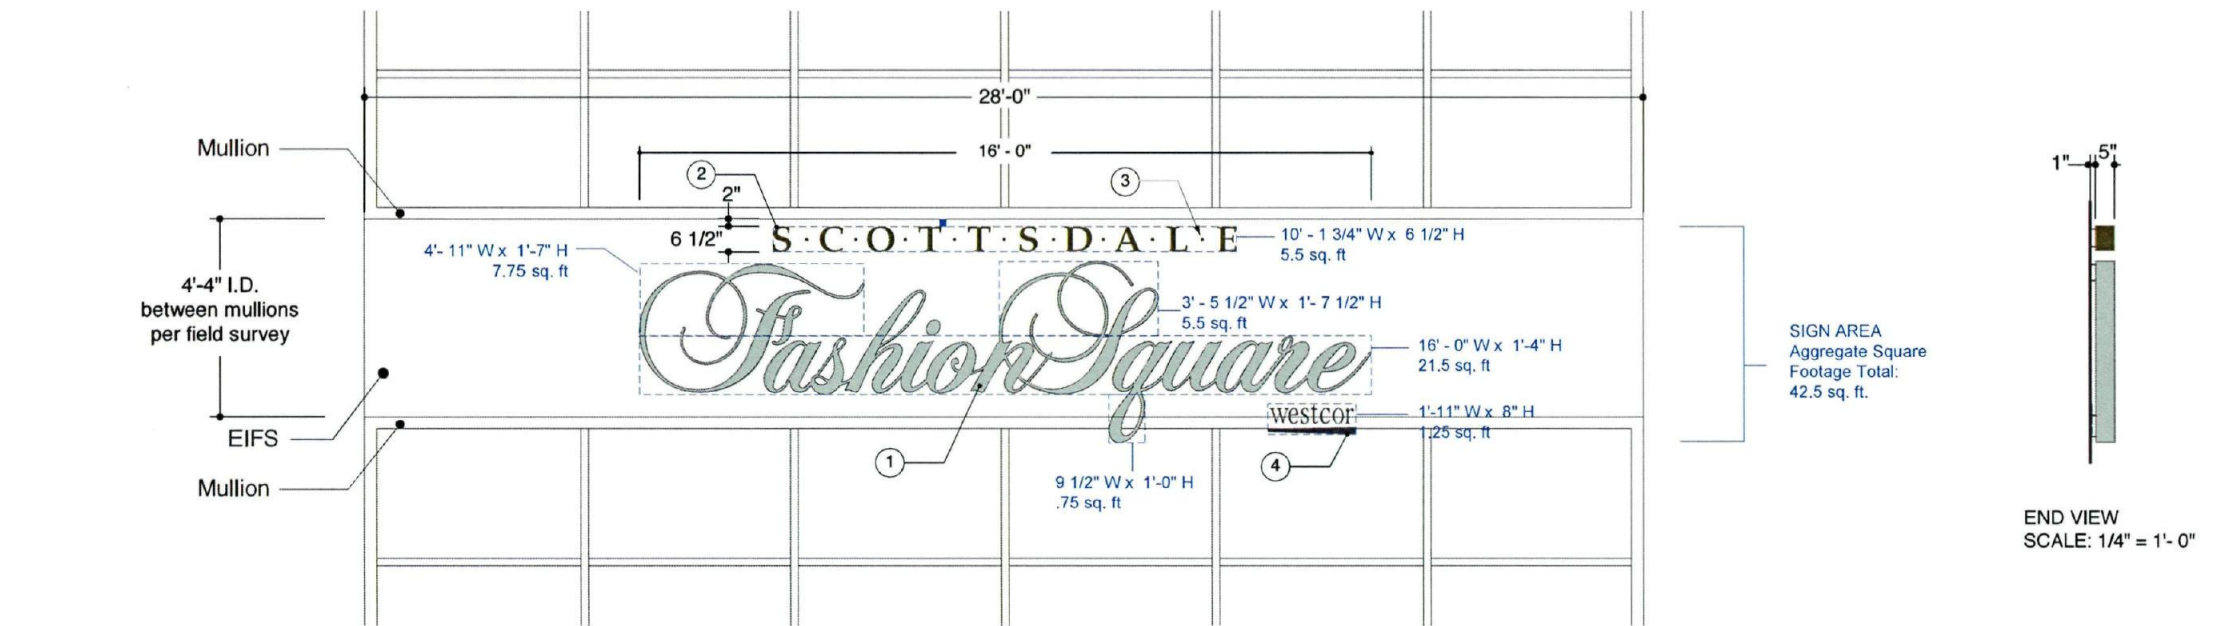 28'-0"
16' - 0"
Mullion
2
3
2"
1"
5"
6 1/2"
S·C·O·T·T·S·D·A·L·E
10' - 1 3/4" W x 6 1/2" H
5.5 sq. ft
4'- 11" W x 1'-7" H
7.75 sq. ft
4'-4" I.D.
between mullions
per field survey
Fashion Square
3' - 5 1/2" W x 1'- 7 1/2" H
5.5 sq. ft
16' - 0" W x 1'-4" H
21.5 sq. ft
SIGN AREA
Aggregate Square
Footage Total:
42.5 sq. ft.
westcor
1'-11" W x 8" H
1.25 sq. ft
EIFS
Mullion
1
4
9 1/2" W x 1'-0" H
.75 sq. ft
END VIEW
SCALE: 1/4" = 1'- 0"